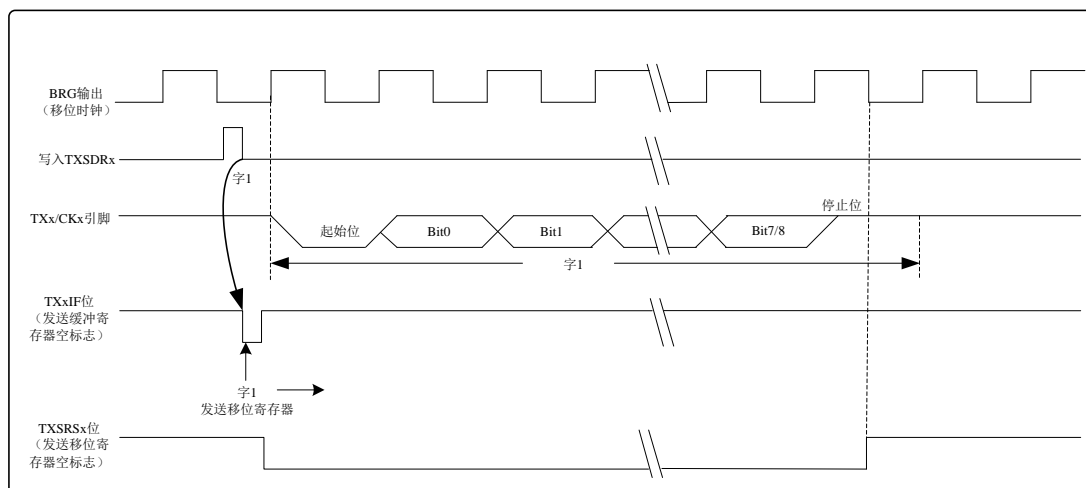 BRG输出
（移位时钟）
写入TXSDRx
字1
TXx/CKx引脚
起始位
Bit0
Bit1
Bit7/8
停止位
字1
TXxIF位
（发送缓冲寄
存器空标志）
字1
发送移位寄存器
TXSRSx位
（发送移位寄
存器空标志）